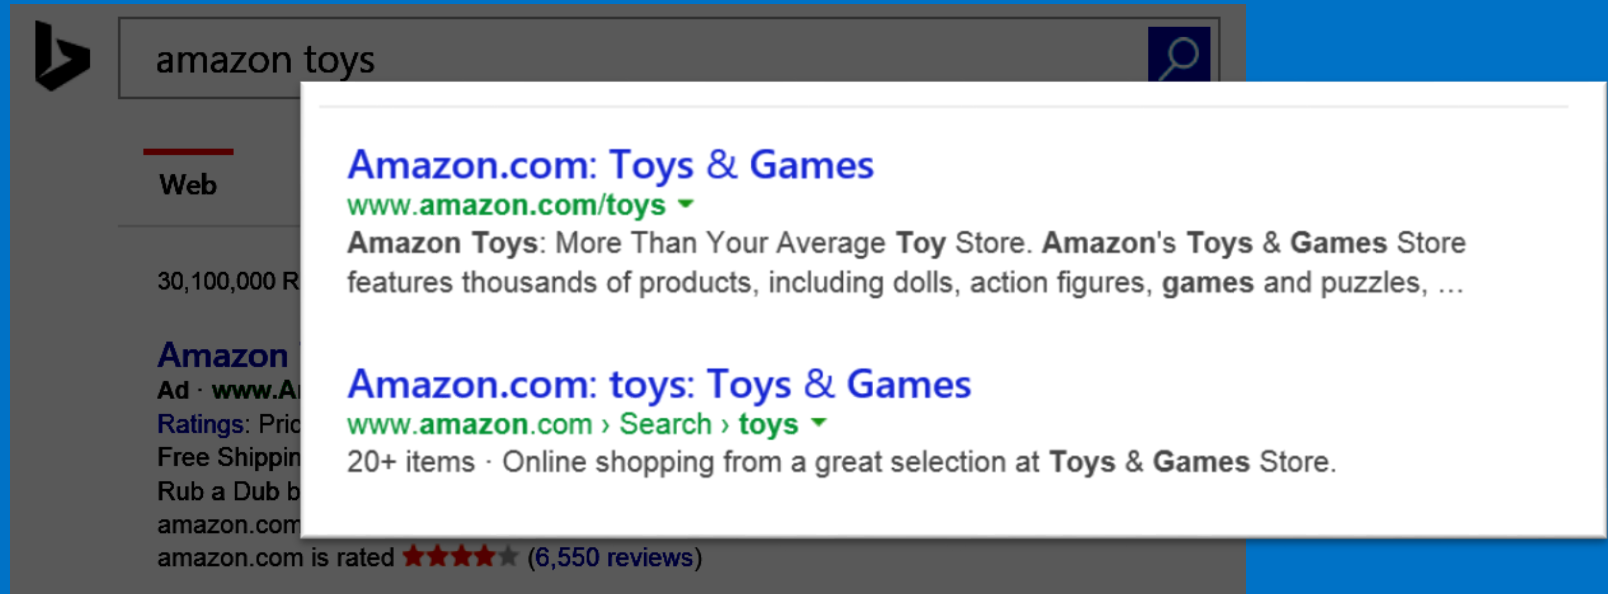 amazon toys
Web
30,100,000 R
Amazon
Ad · www.A
Ratings: Pric
Free Shippin
Rub a Dub b
amazon.com
amazon.com is rated (6,550 reviews)
Amazon.com: Toys & Games
www.amazon.com/toys
Amazon Toys: More Than Your Average Toy Store. Amazon's Toys & Games Store
features thousands of products, including dolls, action figures, games and puzzles, ...
Amazon.com: toys: Toys & Games
www.amazon.com › Search › toys
20+ items · Online shopping from a great selection at Toys & Games Store.